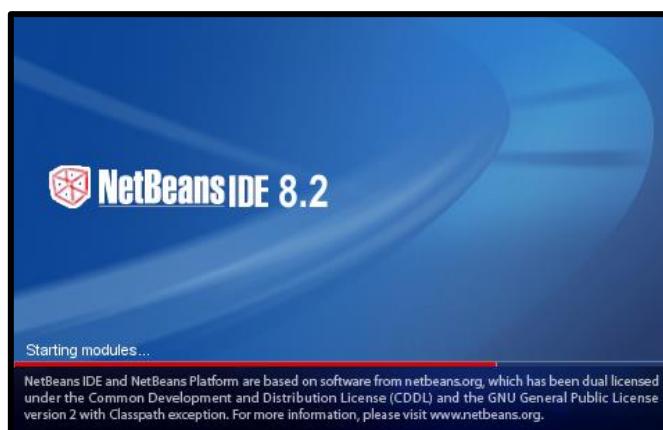 NetBeans IDE 8.2
Starting modules...
NetBeans IDE and NetBeans Platform are based on software from netbeans.org, which has been dual licensed
under the Common Development and Distribution License (CDDL) and the GNU General Public License
version 2 with Classpath exception. For more information, please visit www.netbeans.org.